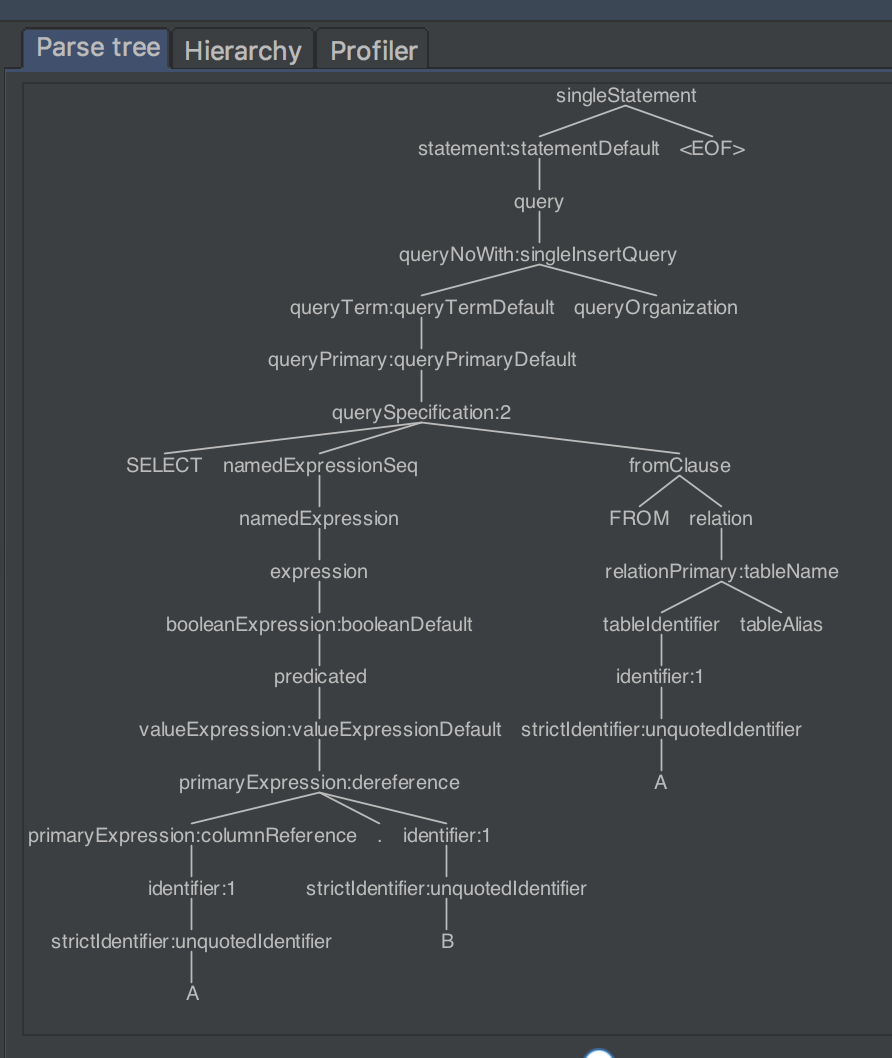 Parse tree Hierarchy Profiler
singleStatement
statement:statementDefault <EOF>
query
queryNoWith:singleInsertQuery
queryTerm:queryTermDefault queryOrganization
queryPrimary:queryPrimaryDefault
querySpecification:2
SELECT namedExpressionSeq fromClause
namedExpression FROM relation
expression relationPrimary:tableName
booleanExpression:booleanDefault tableIdentifier tableAlias
predicated identifier:1
valueExpression:valueExpressionDefault strictIdentifier:unquotedIdentifier
primaryExpression:dereference A
primaryExpression:columnReference . identifier:1
identifier:1 strictIdentifier:unquotedIdentifier
strictIdentifier:unquotedIdentifier B
A